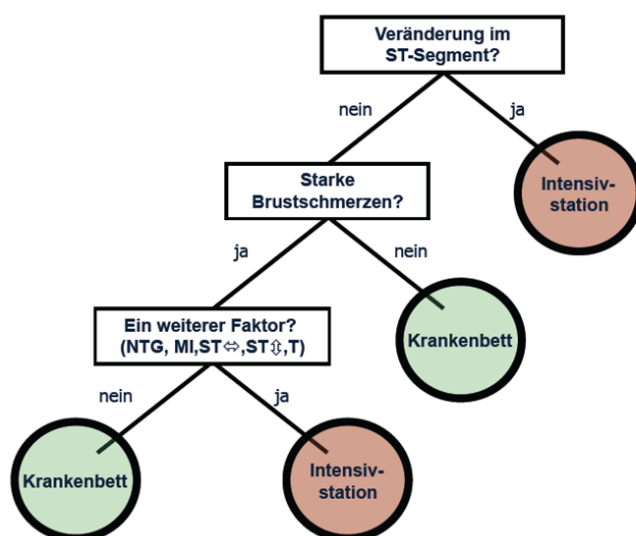 Veränderung im
ST-Segment?
nein
ja
Starke
Brustschmerzen?
Intensiv-
station
ja
nein
Ein weiterer Faktor?
(NTG, MI,ST⇔,ST⇕,T)
Krankenbett
nein
ja
Krankenbett
Intensiv-
station